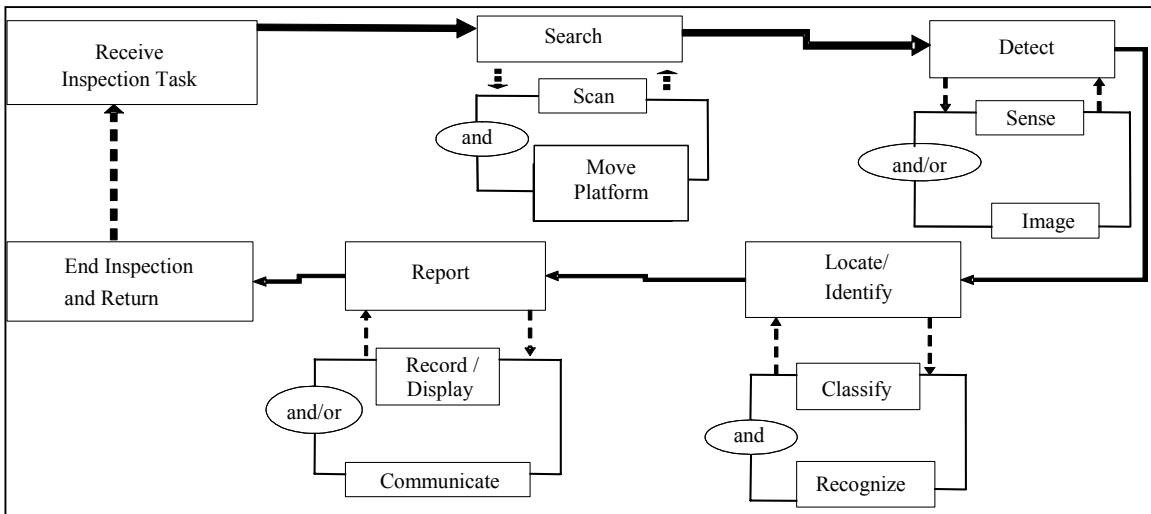 Receive
Inspection Task
Search
Detect
Scan
and
Move
Platform
Sense
and/or
Image
End Inspection
and Return
Report
Locate/
Identify
Record /
Display
and/or
Communicate
Classify
and
Recognize